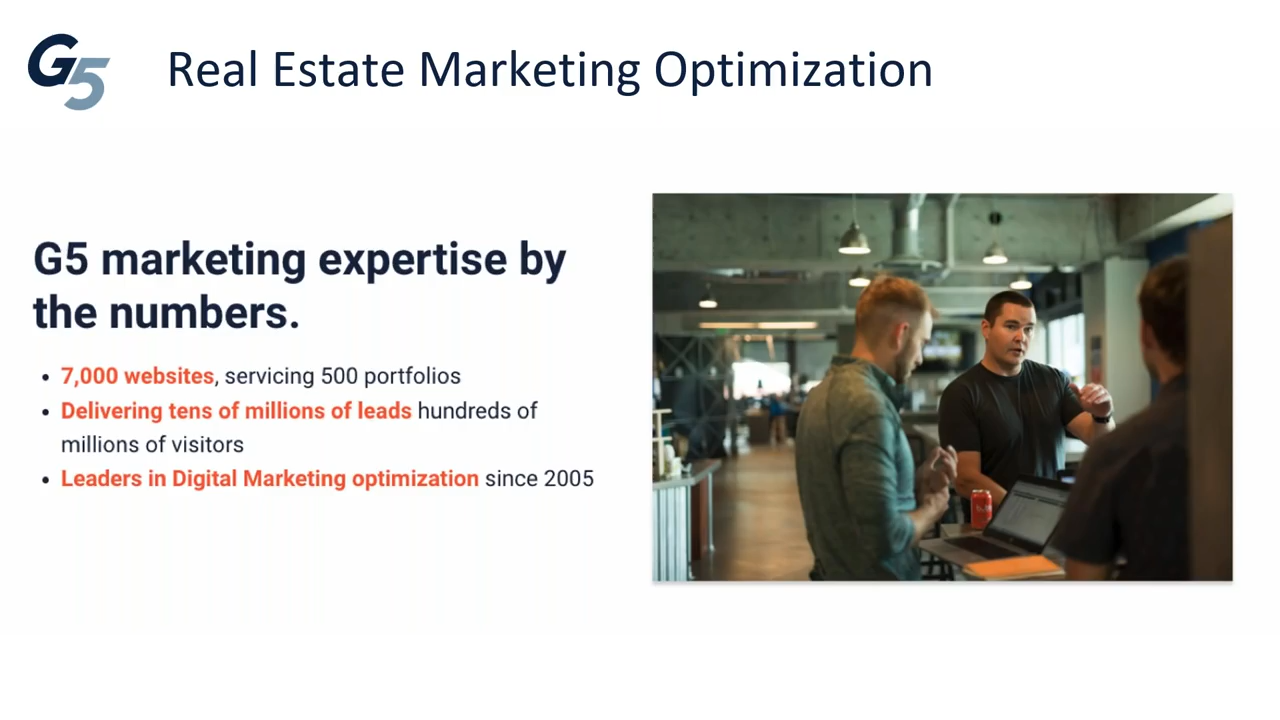 G5
Real Estate Marketing Optimization
G5 marketing expertise by
the numbers.
• 7,000 websites, servicing 500 portfolios
• Delivering tens of millions of leads hundreds of
millions of visitors
• Leaders in Digital Marketing optimization since 2005